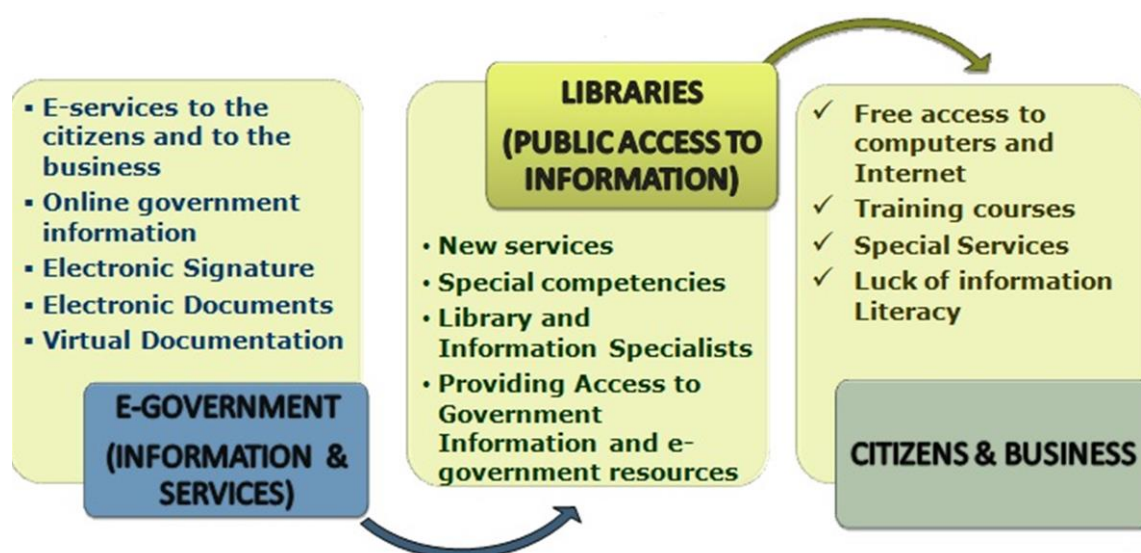 ▪ E-services to the
citizens and to the
business
▪ Online government
information
▪ Electronic Signature
▪ Electronic Documents
▪ Virtual Documentation
E-GOVERNMENT
(INFORMATION &
SERVICES)
LIBRARIES
(PUBLIC ACCESS TO
INFORMATION)
• New services
• Special competencies
• Library and
Information Specialists
• Providing Access to
Government
Information and e-
government resources
✓ Free access to
computers and
Internet
✓ Training courses
✓ Special Services
✓ Luck of information
Literacy
CITIZENS & BUSINESS